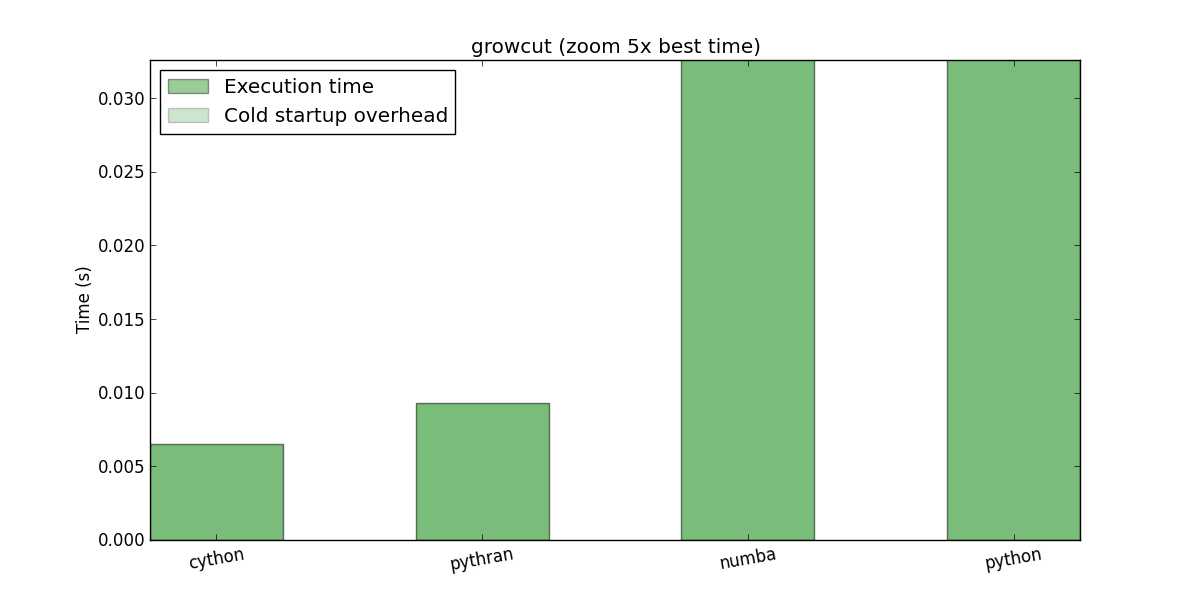 growcut (zoom 5x best time)
Execution time
Cold startup overhead
Time (s)
0.030
0.025
0.020
0.015
0.010
0.005
0.000
cython
pythran
numba
python